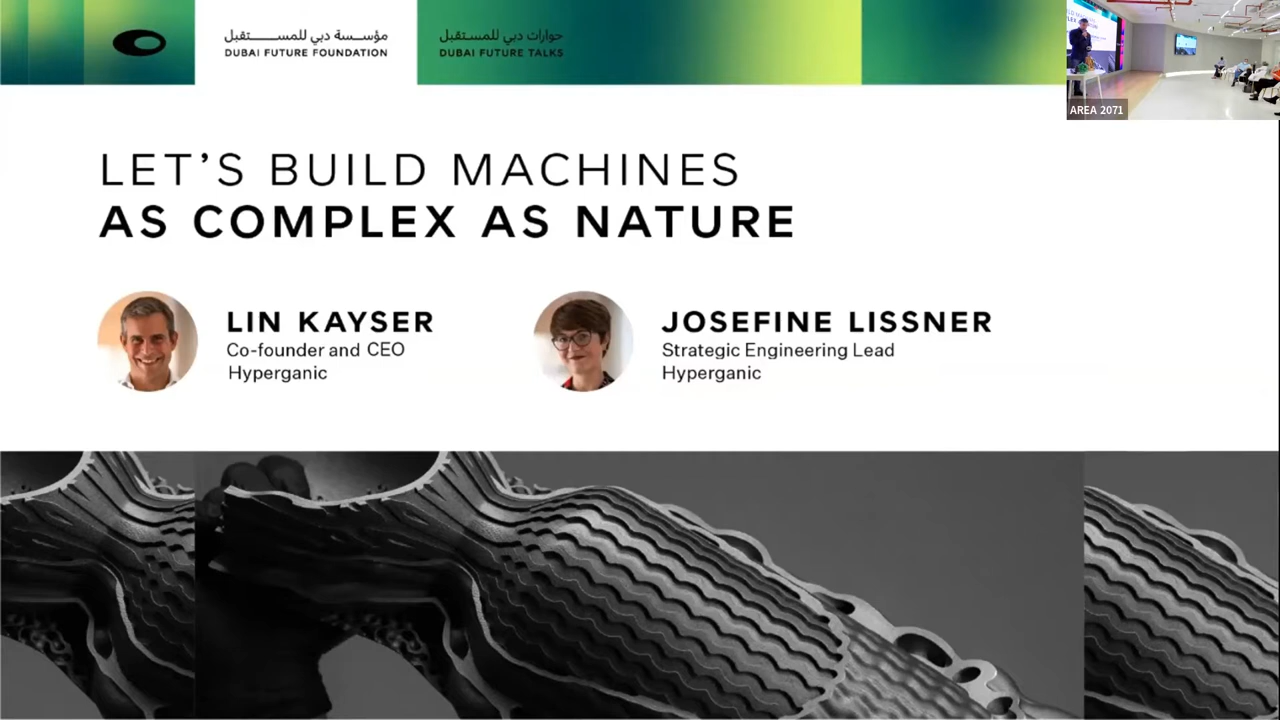 مؤسسة دبي للمستقبل
DUBAI FUTURE FOUNDATION
حوارات دبي للمستقبل
DUBAI FUTURE TALKS
AREA 2071
LET'S BUILD MACHINES
AS COMPLEX AS NATURE
LIN KAYSER
Co-founder and CEO
Hyperganic
JOSEFINE LISSNER
Strategic Engineering Lead
Hyperganic